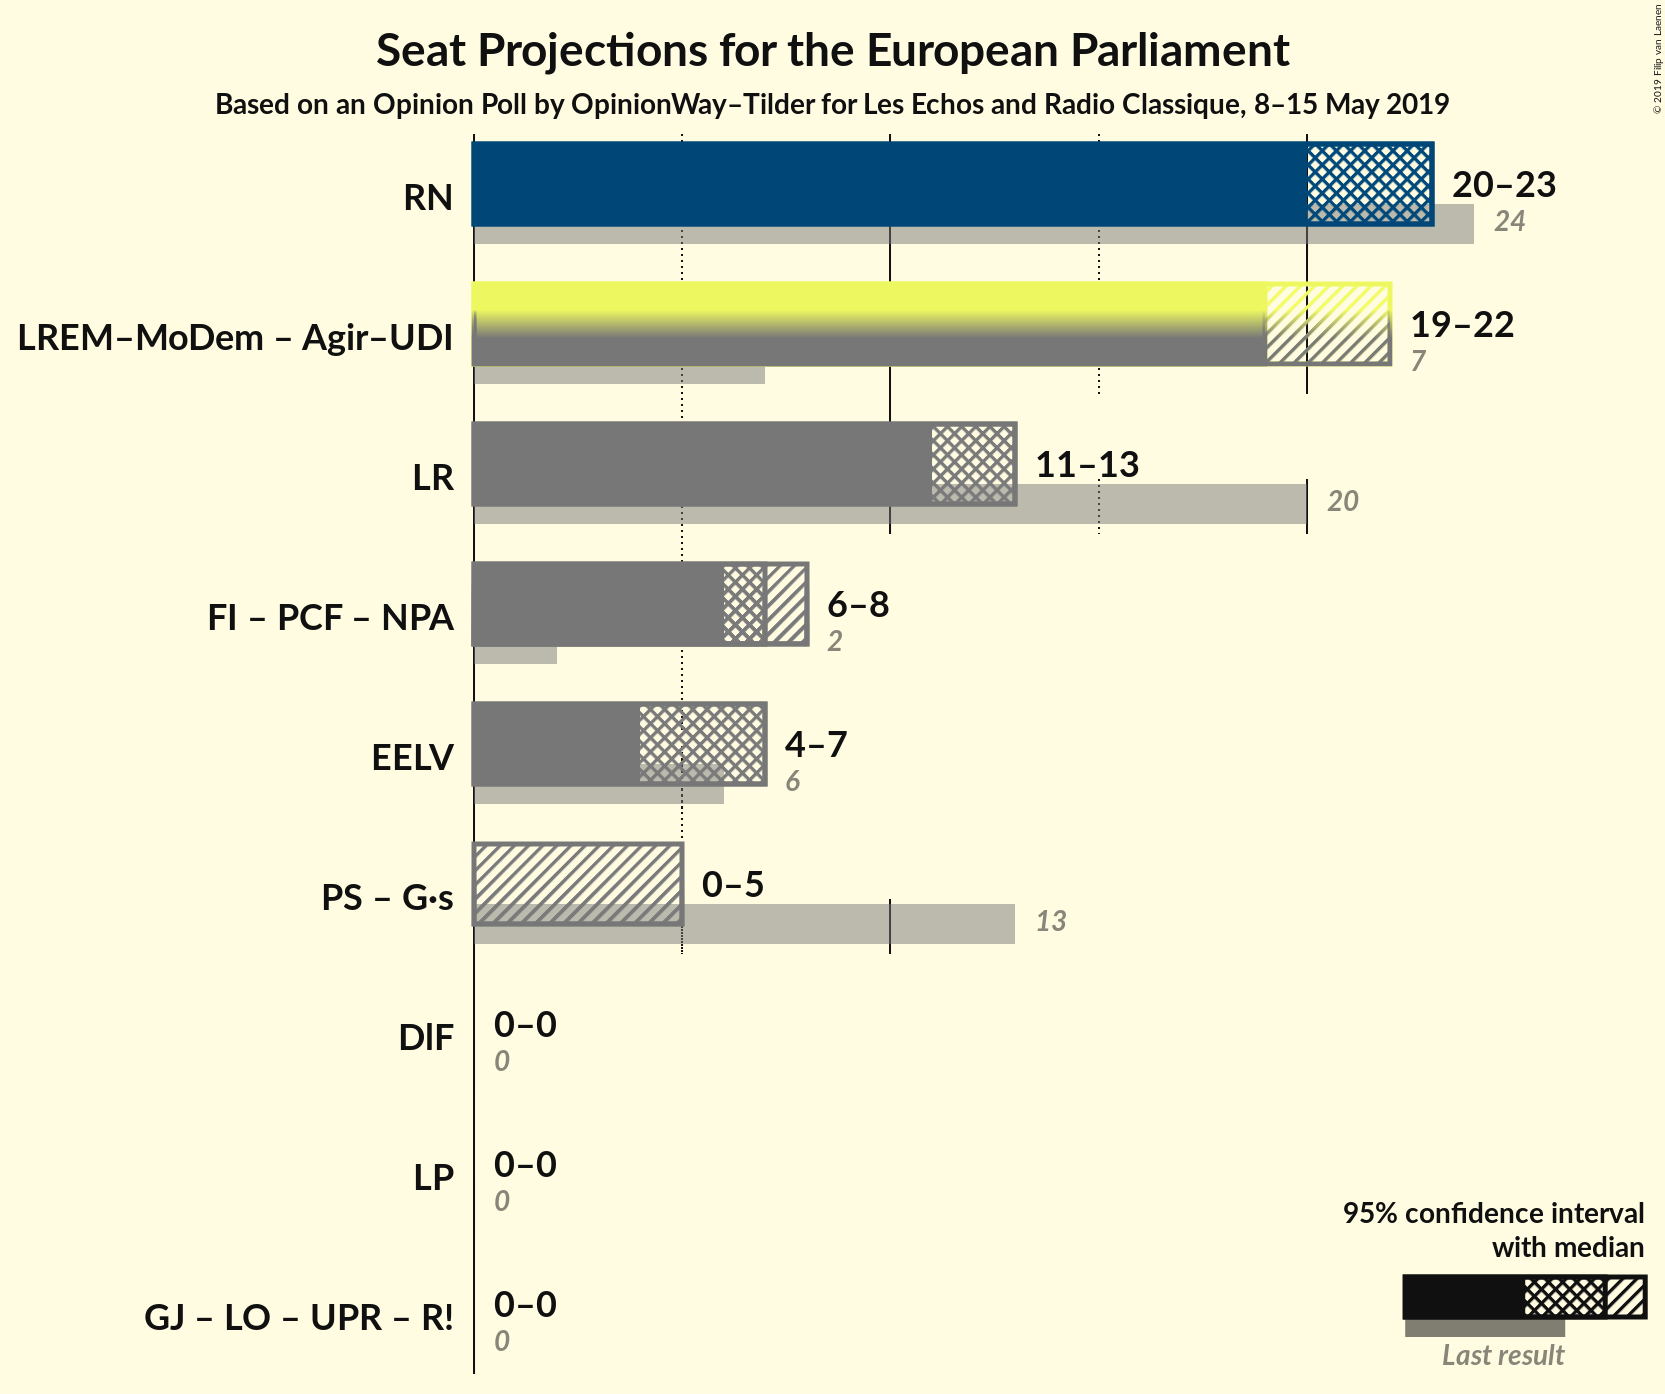 Seat Projections for the European Parliament
Based on an Opinion Poll by OpinionWay–Tilder for Les Echos and Radio Classique, 8–15 May 2019
© 2019 Filip van Laenen
RN
20–23
24
LREM–MoDem – Agir–UDI
19–22
7
LR
11–13
20
FI – PCF – NPA
6–8
2
EELV
4–7
6
PS – G·s
0–5
13
DlF
0–0
0
LP
0–0
0
GJ – LO – UPR – R!
0–0
0
95% confidence interval
with median
Last result